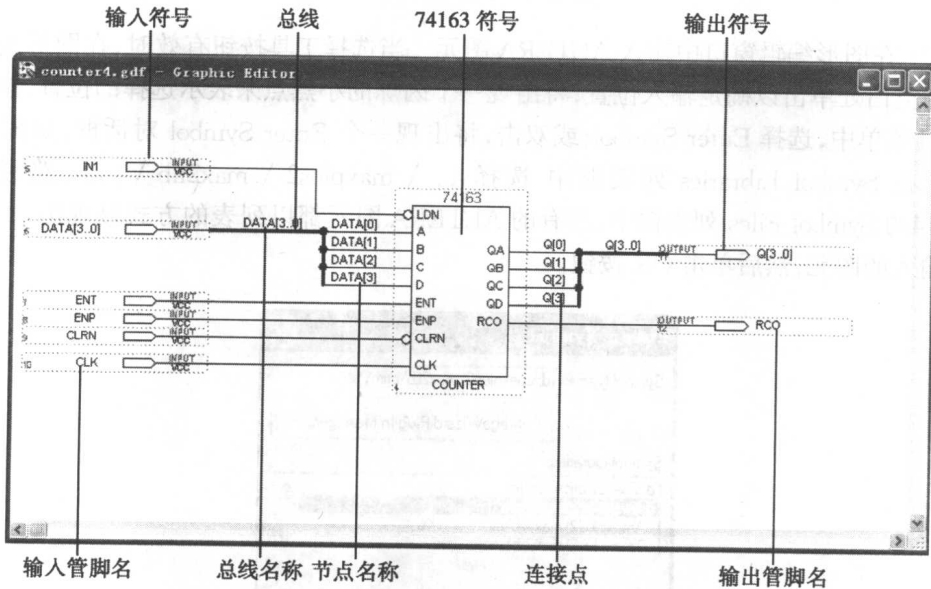 输入符号 总线 74163 符号 输出符号
counter4.gdf - Graphic Editor
IN1 INPUT VCC
74163
LDN
DATA[3..0] INPUT VCC DATA[3..0] DATA[0]
DATA[1] B QA Q[0] Q[3..0] OUTPUT Q[3..0]
DATA[2] C QB Q[1]
DATA[3] D QC Q[2]
ENT INPUT VCC ENT QD Q[3]
ENP INPUT VCC ENP RCO OUTPUT RCO
CLRN INPUT VCC CLRN
CLK INPUT VCC CLK
4 COUNTER
输入管脚名 总线名称 节点名称 连接点 输出管脚名